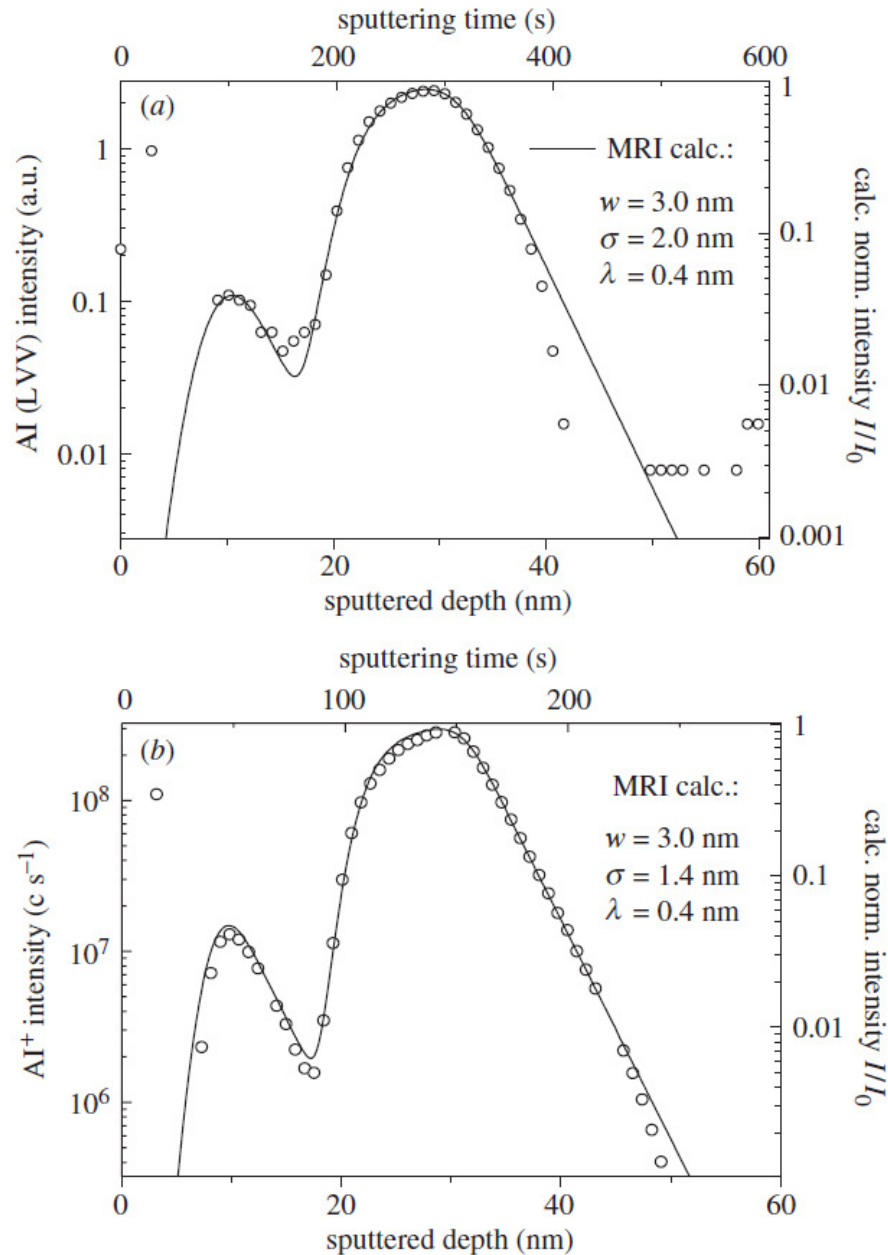 sputtering time (s)
0 200 400 600
(a)
1
0.1
0.01
AI (LVV) intensity (a.u.)
MRI calc.:
w = 3.0 nm
σ = 2.0 nm
λ = 0.4 nm
1
0.1
0.01
0.001
calc. norm. intensity I/I₀
0 20 40 60
sputtered depth (nm)
sputtering time (s)
0 100 200
(b)
10⁸
10⁷
10⁶
AI⁺ intensity (c s⁻¹)
MRI calc.:
w = 3.0 nm
σ = 1.4 nm
λ = 0.4 nm
1
0.1
0.01
calc. norm. intensity I/I₀
0 20 40 60
sputtered depth (nm)